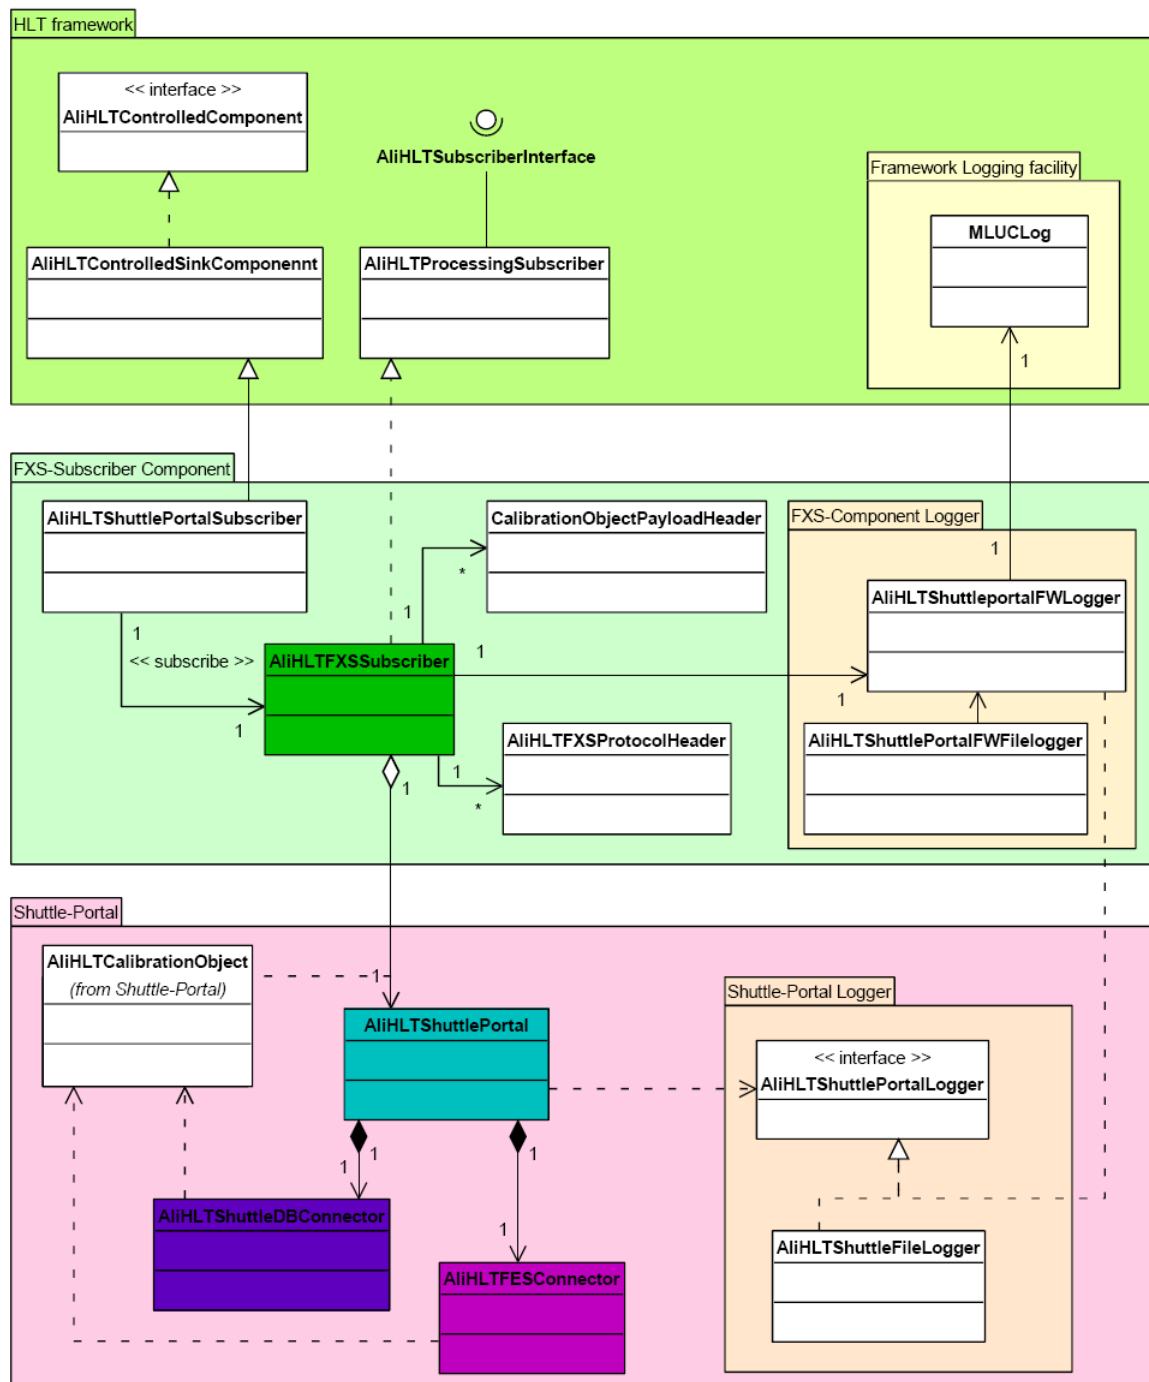 HLT framework
<< interface >>
AliHLTControlledComponent
AliHLTSubscriberInterface
Framework Logging facility
MLUCLog
AliHLTControlledSinkComponennt
AliHLTProcessingSubscriber
1
FXS-Subscriber Component
AliHLTShuttlePortalSubscriber
CalibrationObjectPayloadHeader
FXS-Component Logger
1
*
AliHLTShuttleportalFWLogger
1
1
<< subscribe >>
AliHLTFXSSubscriber
1
1
1
AliHLTFXSProtocolHeader
AliHLTShuttlePortalFWFilelogger
1
1
*
Shuttle-Portal
AliHLTCalibrationObject
(from Shuttle-Portal)
1
Shuttle-Portal Logger
AliHLTShuttlePortal
<< interface >>
AliHLTShuttlePortalLogger
1
1
1
1
AliHLTShuttleDBConnector
AliHLTShuttleFileLogger
AliHLTFESConnector